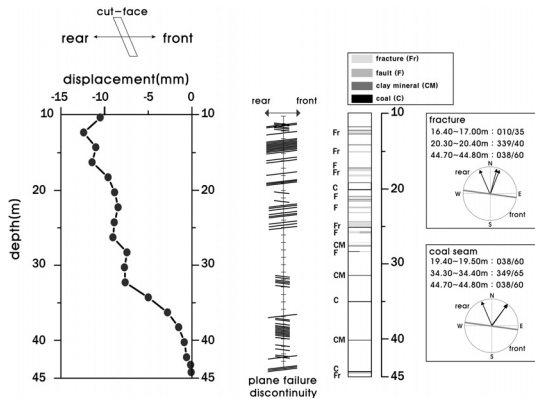 cut-face
rear front
displacement(mm)
-15 -10 -5 0
10
20
30
40
45
depth(m)
10
20
30
40
45
rear front
plane failure
discontinuity
fracture (Fr)
fault (F)
clay mineral (CM)
coal (C)
Fr
Fr
F
Fr
C
F
F
Fr
F
CM
F
CM
C
CM
C
Fr
10
20
30
40
45
fracture
16.40~17.00m : 010/35
20.30~20.40m : 339/40
44.70~44.80m : 038/60
rear
N
W
E
S
front
coal seam
19.40~19.50m : 038/60
34.30~34.40m : 349/65
44.70~44.80m : 038/60
rear
N
W
E
S
front